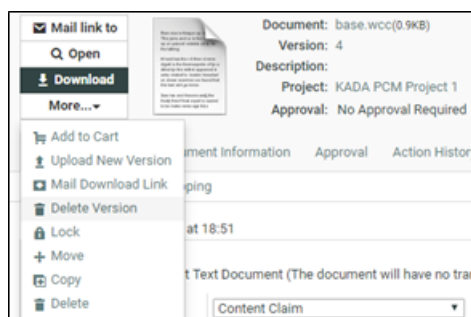 Mail link to
Open
Download
More...
Document: base.wcc(0.9KB)
Version: 4
Description:
Project: KADA PCM Project 1
Approval: No Approval Required
Add to Cart
Upload New Version
Mail Download Link
Delete Version
Lock
Move
Copy
Delete
ument Information Approval Action Histor
pping
at 18:51
t Text Document (The document will have no tra
Content Claim